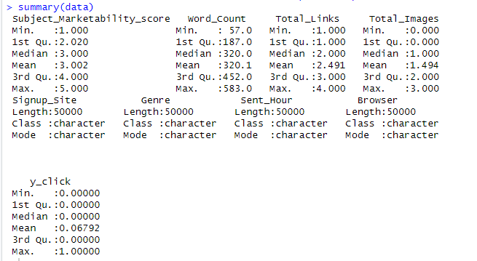 > summary(data)
Subject_Marketability_score word_Count Total_Links Total_Images
Min. :1.000 Min. : 57.0 Min. :1.000 Min. :0.000
1st Qu.:2.020 1st Qu.:187.0 1st Qu.:1.000 1st Qu.:0.000
Median :3.000 Median :320.0 Median :2.000 Median :1.000
Mean :3.002 Mean :320.1 Mean :2.491 Mean :1.494
3rd Qu.:4.000 3rd Qu.:452.0 3rd Qu.:3.000 3rd Qu.:2.000
Max. :5.000 Max. :583.0 Max. :4.000 Max. :3.000
Signup_Site Genre Sent_Hour Browser
Length:50000 Length:50000 Length:50000 Length:50000
Class :character Class :character Class :character Class :character
Mode :character Mode :character Mode :character Mode :character
y_click
Min. :0.00000
1st Qu.:0.00000
Median :0.00000
Mean :0.06792
3rd Qu.:0.00000
Max. :1.00000